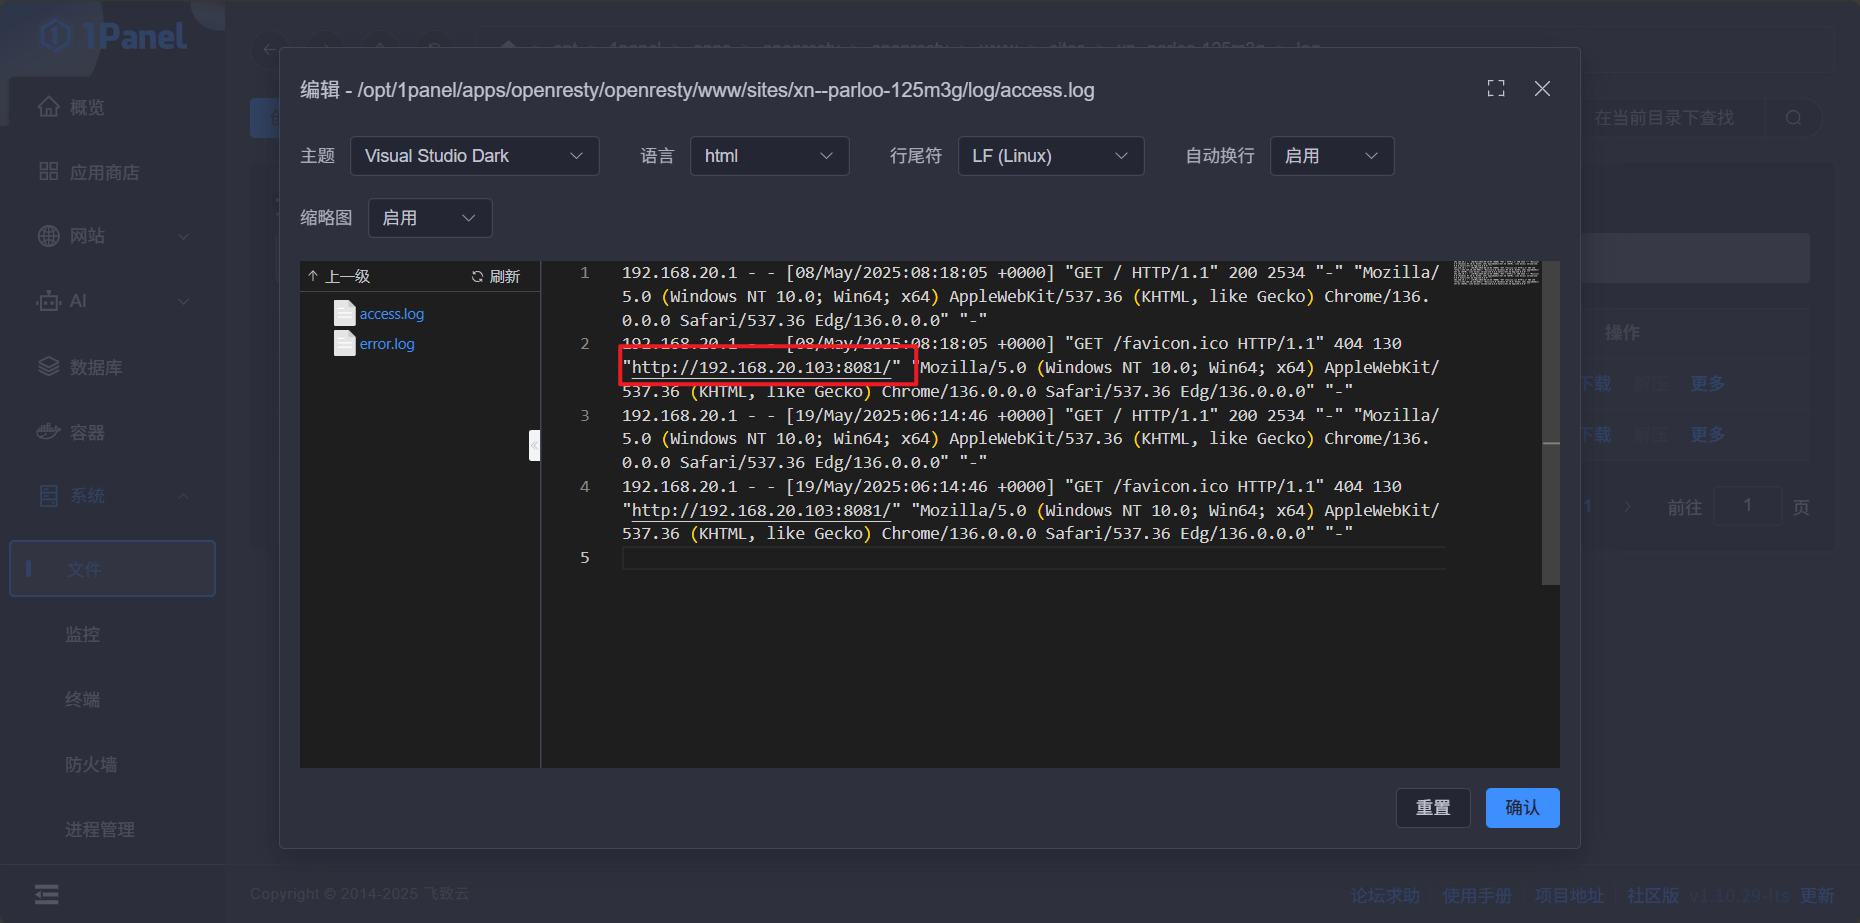 1Panel
概览
应用商店
网站
AI
数据库
容器
系统
文件
监控
终端
防火墙
进程管理
编辑 - /opt/1panel/apps/openresty/openresty/www/sites/xn--parloo-125m3g/log/access.log
主题 Visual Studio Dark 语言 html 行尾符 LF (Linux) 自动换行 启用
缩略图 启用
上一级 刷新
access.log
error.log
1 192.168.20.1 - - [08/May/2025:08:18:05 +0000] "GET / HTTP/1.1" 200 2534 "-" "Mozilla/
5.0 (Windows NT 10.0; Win64; x64) AppleWebKit/537.36 (KHTML, like Gecko) Chrome/136.
0.0.0 Safari/537.36 Edg/136.0.0.0" "-"
2 192.168.20.1 - - [08/May/2025:08:18:05 +0000] "GET /favicon.ico HTTP/1.1" 404 130
"http://192.168.20.103:8081/" "Mozilla/5.0 (Windows NT 10.0; Win64; x64) AppleWebKit/
537.36 (KHTML, like Gecko) Chrome/136.0.0.0 Safari/537.36 Edg/136.0.0.0" "-"
3 192.168.20.1 - - [19/May/2025:06:14:46 +0000] "GET / HTTP/1.1" 200 2534 "-" "Mozilla/
5.0 (Windows NT 10.0; Win64; x64) AppleWebKit/537.36 (KHTML, like Gecko) Chrome/136.
0.0.0 Safari/537.36 Edg/136.0.0.0" "-"
4 192.168.20.1 - - [19/May/2025:06:14:46 +0000] "GET /favicon.ico HTTP/1.1" 404 130
"http://192.168.20.103:8081/" "Mozilla/5.0 (Windows NT 10.0; Win64; x64) AppleWebKit/
537.36 (KHTML, like Gecko) Chrome/136.0.0.0 Safari/537.36 Edg/136.0.0.0" "-"
5
重置 确认
在当前目录下查找
操作
下载 解压 更多
下载 解压 更多
1 前往 1 页
Copyright © 2014-2025 飞致云
论坛求助 使用手册 项目地址 社区版 v1.10.29-lts 更新